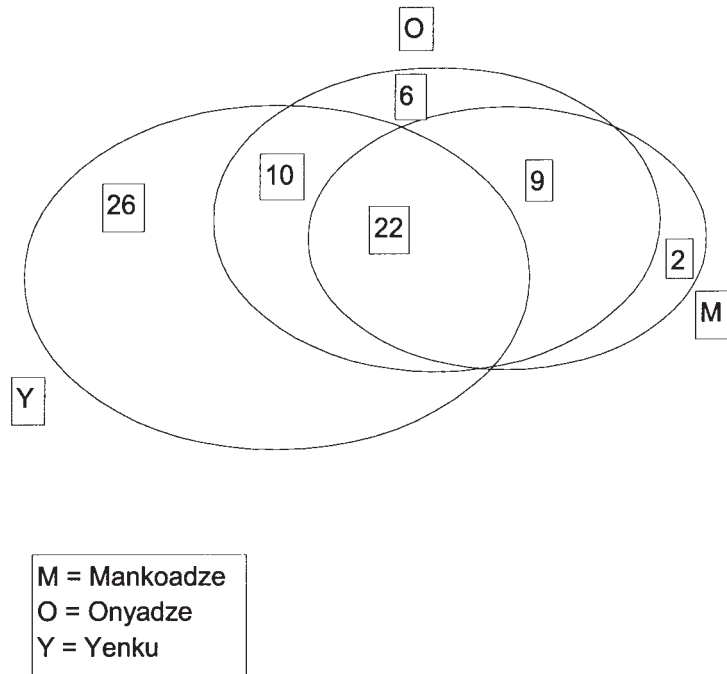 O
6
10
9
26
22
2
M
Y
M = Mankoadze
O = Onyadze
Y = Yenku